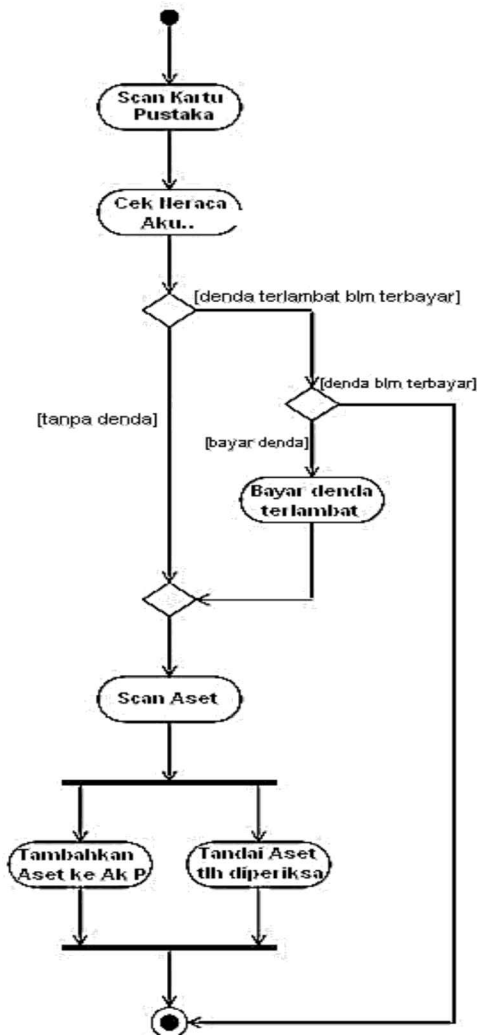 Scan Kartu
Pustaka
Cek Neraca
Aku..
[denda terlambat blm terbayar]
[denda blm terbayar]
[tanpa denda]
[bayar denda]
Bayar denda
terlambat
Scan Aset
Tambahkan
Aset ke Ak P
Tandai Aset
tlh diperiksa